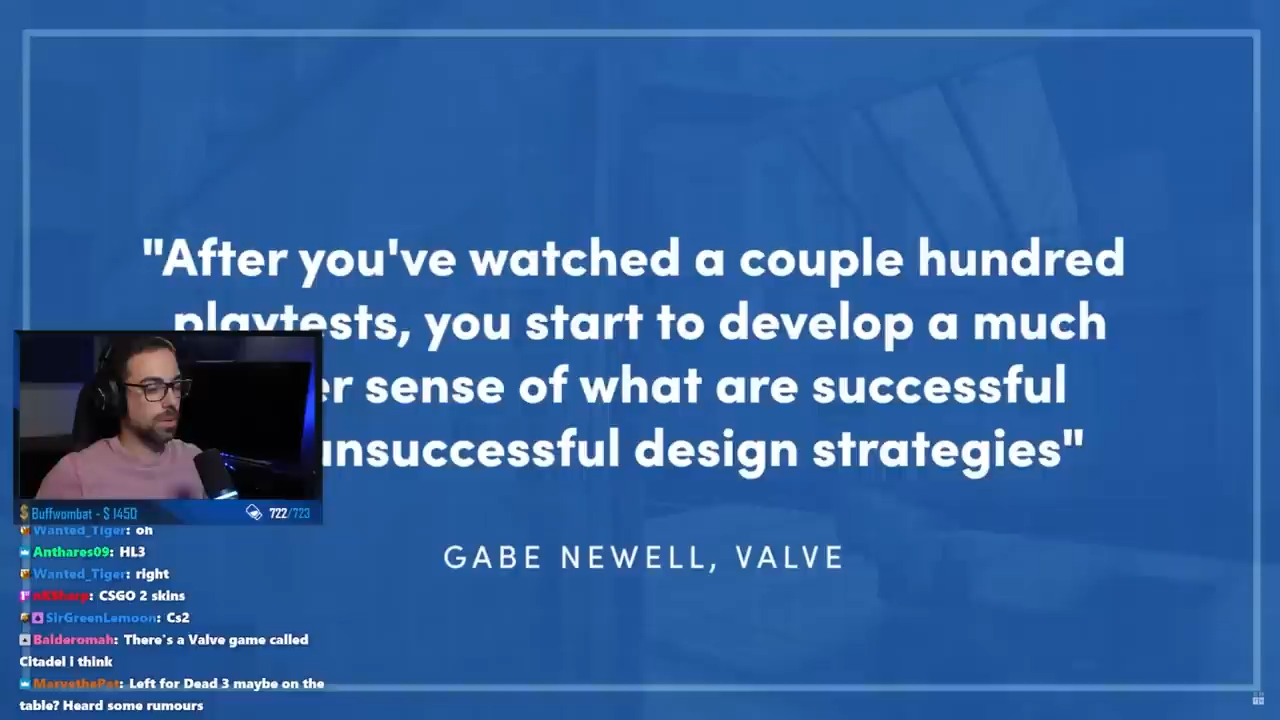 "After you've watched a couple hundred
playtests, you start to develop a much
er sense of what are successful
unsuccessful design strategies"
GABE NEWELL, VALVE
Buffwombat - $ 1450
722/723
Wanted_Tiger: oh
Anthares09: HL3
Wanted_Tiger: right
nKSharp: CSGO 2 skins
SirGreenLemoon: Cs2
Balderomah: There's a Valve game called
Citadel I think
MarvethePat: Left for Dead 3 maybe on the
table? Heard some rumours